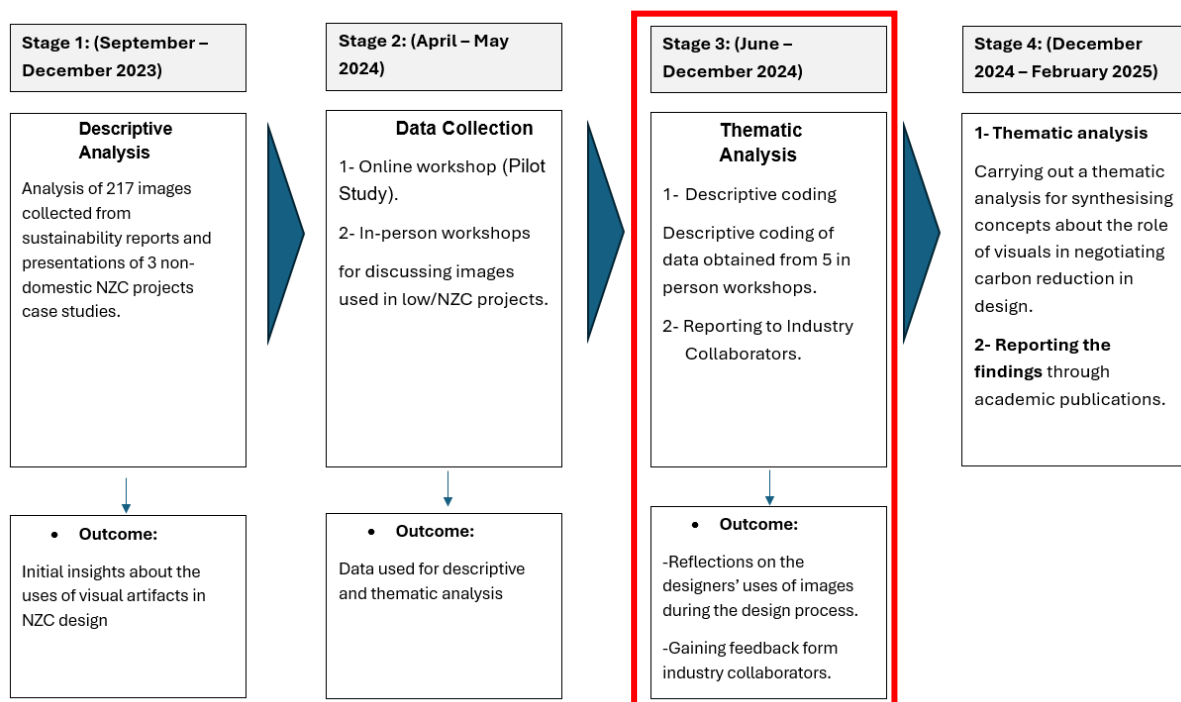 Stage 1: (September –
December 2023)
Descriptive
Analysis
Analysis of 217 images
collected from
sustainability reports and
presentations of 3 non-
domestic NZC projects
case studies.
• Outcome:
Initial insights about the
uses of visual artifacts in
NZC design
Stage 2: (April – May
2024)
Data Collection
1- Online workshop (Pilot
Study).
2- In-person workshops
for discussing images
used in low/NZC projects.
• Outcome:
Data used for descriptive
and thematic analysis
Stage 3: (June –
December 2024)
Thematic
Analysis
1- Descriptive coding
Descriptive coding of
data obtained from 5 in
person workshops.
2- Reporting to Industry
Collaborators.
• Outcome:
-Reflections on the
designers’ uses of images
during the design process.
-Gaining feedback form
industry collaborators.
Stage 4: (December
2024 – February 2025)
1- Thematic analysis
Carrying out a thematic
analysis for synthesising
concepts about the role
of visuals in negotiating
carbon reduction in
design.
2- Reporting the
findings through
academic publications.